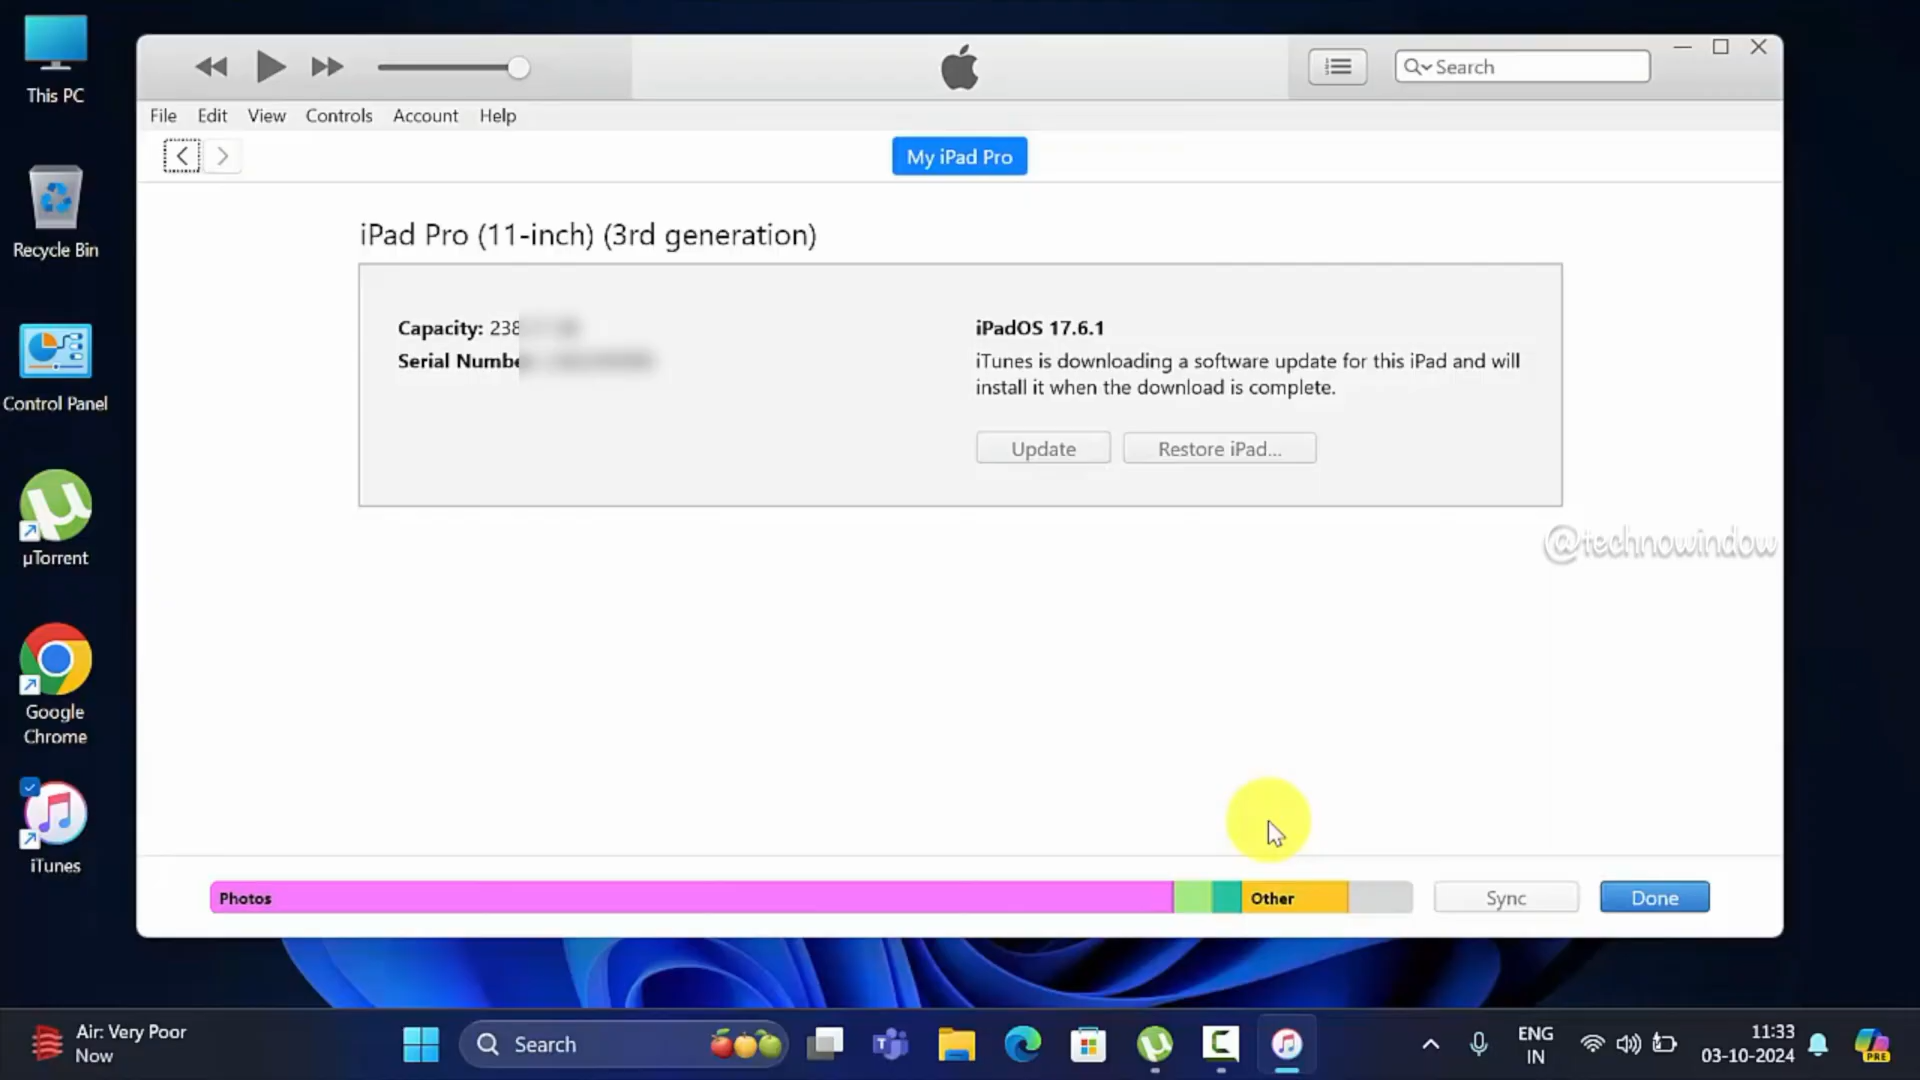 This PC
Recycle Bin
Control Panel
µTorrent
Google
Chrome
iTunes
Search
File Edit View Controls Account Help
My iPad Pro
iPad Pro (11-inch) (3rd generation)
Capacity: 238
Serial Numbe
iPadOS 17.6.1
iTunes is downloading a software update for this iPad and will
install it when the download is complete.
Update Restore iPad...
@technowindow
Photos Other Sync Done
Air: Very Poor
Now
Search
ENG
IN
11:33
03-10-2024
PRE